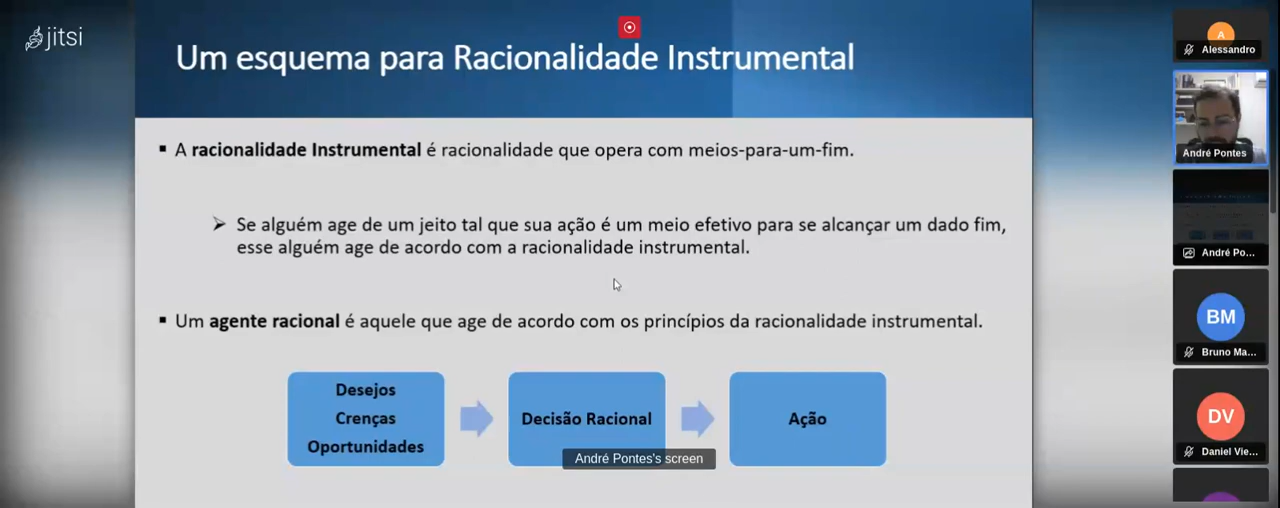 jitsi
Um esquema para Racionalidade Instrumental
A racionalidade Instrumental é racionalidade que opera com meios-para-um-fim.
Se alguém age de um jeito tal que sua ação é um meio efetivo para se alcançar um dado fim,
esse alguém age de acordo com a racionalidade instrumental.
Um agente racional é aquele que age de acordo com os princípios da racionalidade instrumental.
Desejos
Crenças
Oportunidades
Decisão Racional
Ação
André Pontes's screen
A
Alessandro
André Pontes
André Po...
BM
Bruno Ma...
DV
Daniel Vie...